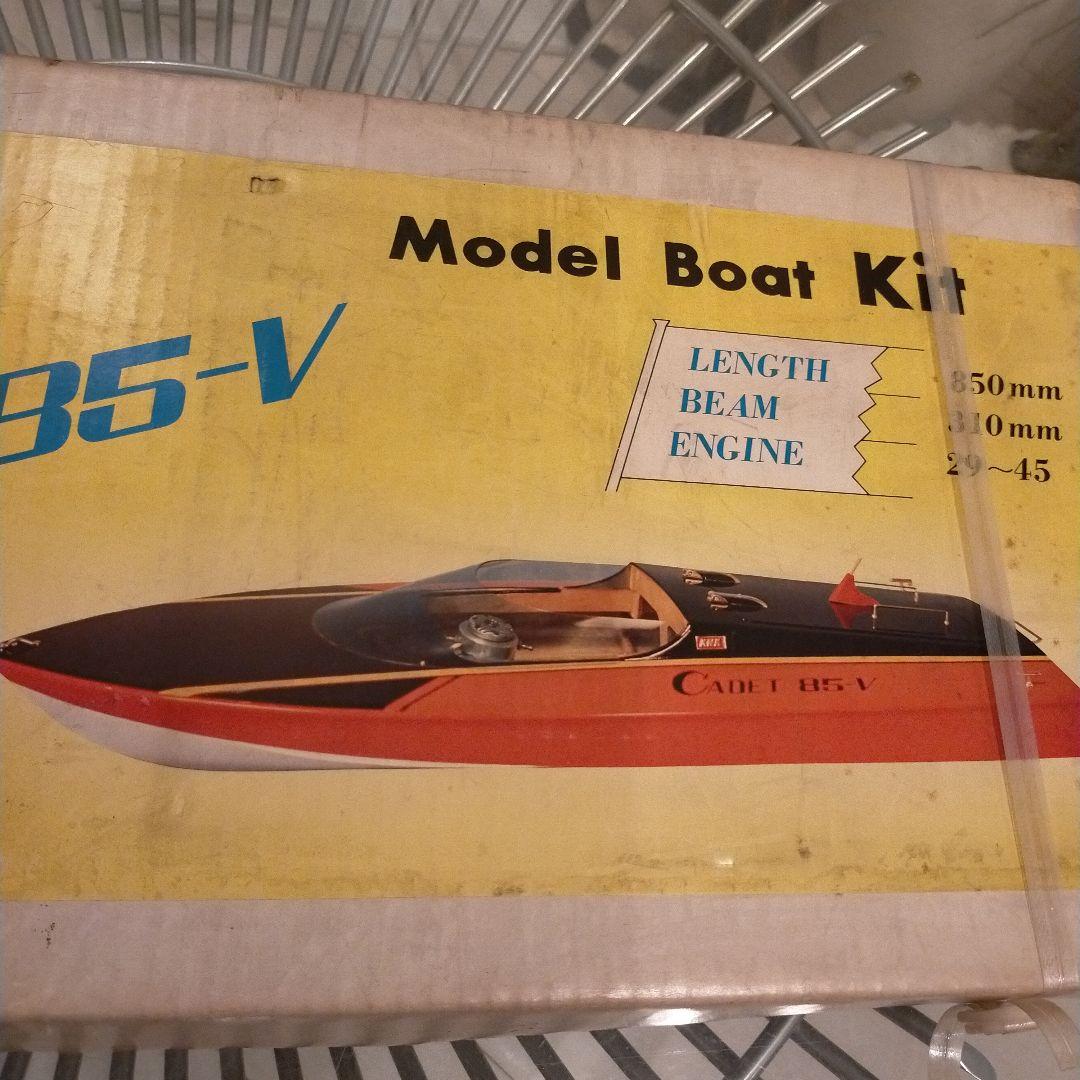 Model Boat Kit
85-V
LENGTH 850mm
BEAM 310mm
ENGINE 29~45
CADET 85-V